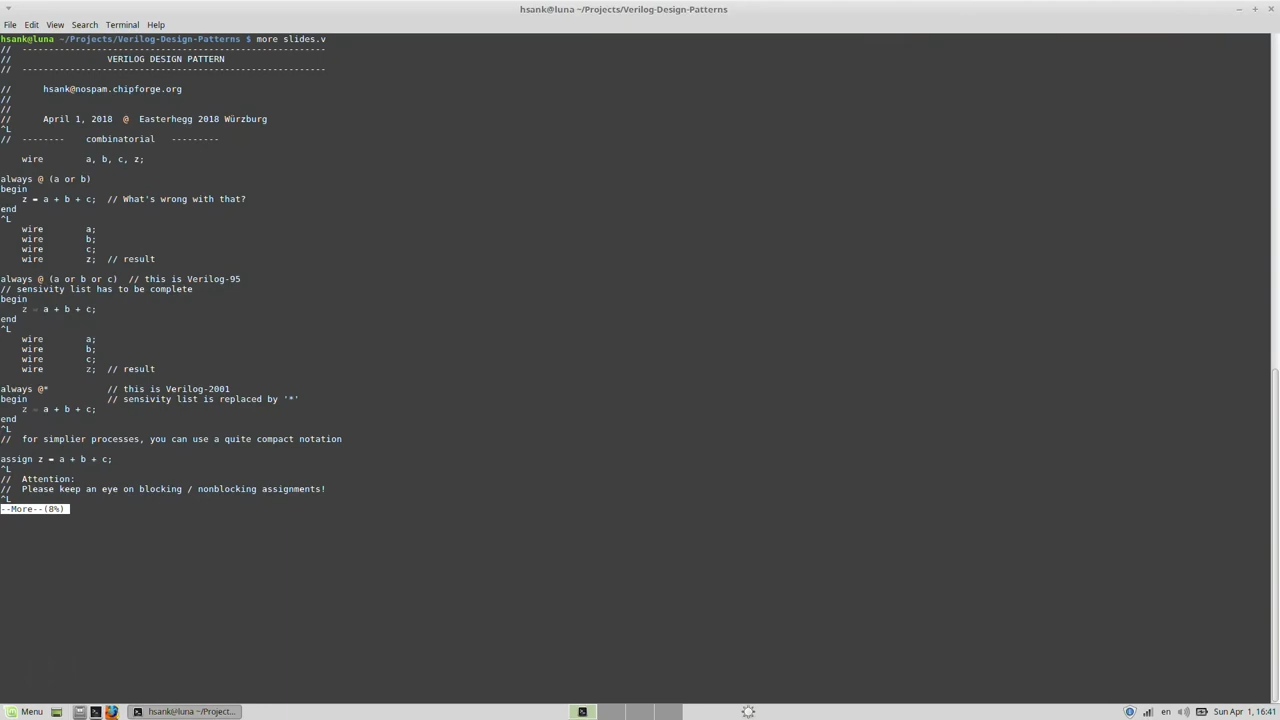 hsank@luna ~/Projects/Verilog-Design-Patterns
File Edit View Search Terminal Help
hsank@luna ~/Projects/Verilog-Design-Patterns $ more slides.v
// ---------------------------------------------------------
// VERILOG DESIGN PATTERN
// ---------------------------------------------------------
// hsank@nospam.chipforge.org
//
//
// April 1, 2018 @ Easterhegg 2018 Würzburg
^L
// -------- combinatorial ---------
wire a, b, c, z;
always @ (a or b)
begin
z = a + b + c; // What's wrong with that?
end
^L
wire a;
wire b;
wire c;
wire z; // result
always @ (a or b or c) // this is Verilog-95
// sensivity list has to be complete
begin
z = a + b + c;
end
^L
wire a;
wire b;
wire c;
wire z; // result
always @* // this is Verilog-2001
begin // sensivity list is replaced by '*'
z = a + b + c;
end
^L
// for simplier processes, you can use a quite compact notation
assign z = a + b + c;
^L
// Attention:
// Please keep an eye on blocking / nonblocking assignments!
^L
--More--(8%)
Menu hsank@luna ~/Project... en Sun Apr 1, 16:41